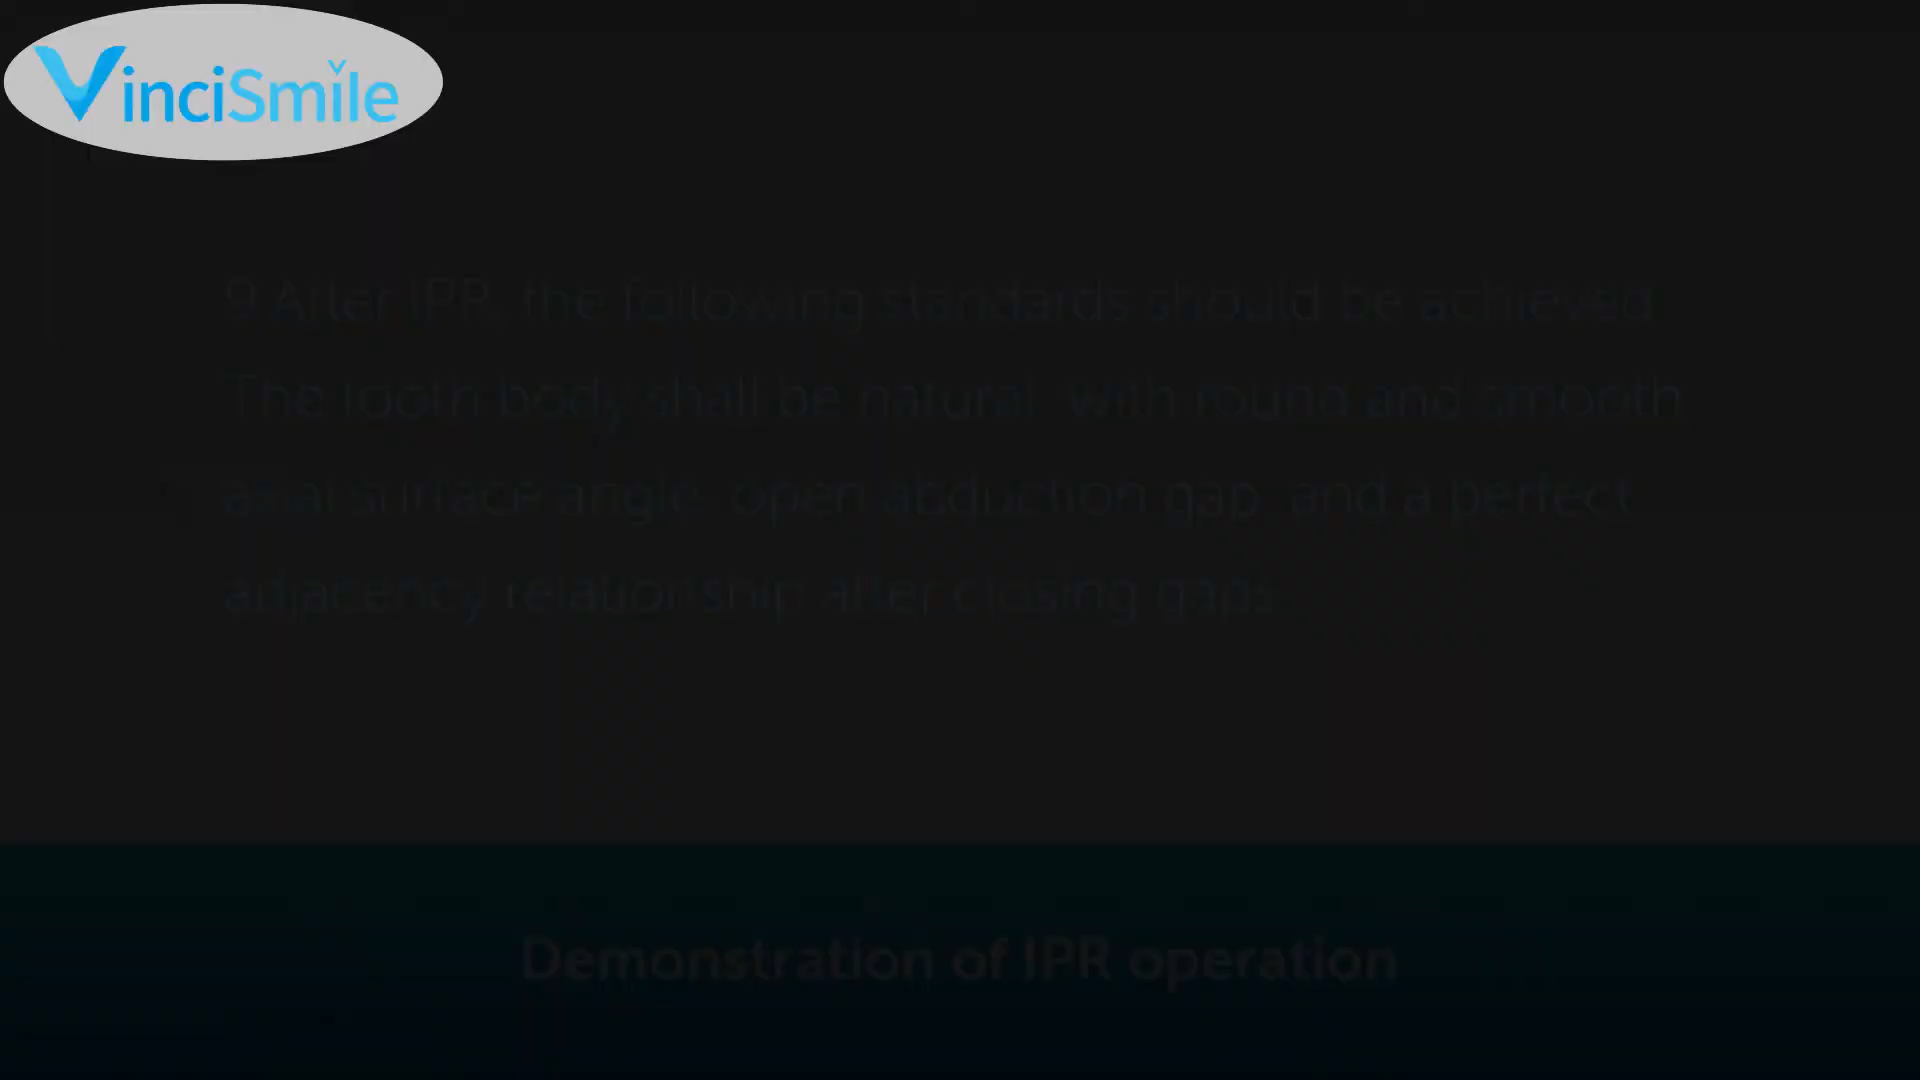 VinciSmile
9 After IPR, the following standards should be achieved
The tooth body shall be natural, with round and smooth
axial surface angle, open abduction gap, and a perfect
adjacency relationship after closing gaps
Demonstration of IPR operation